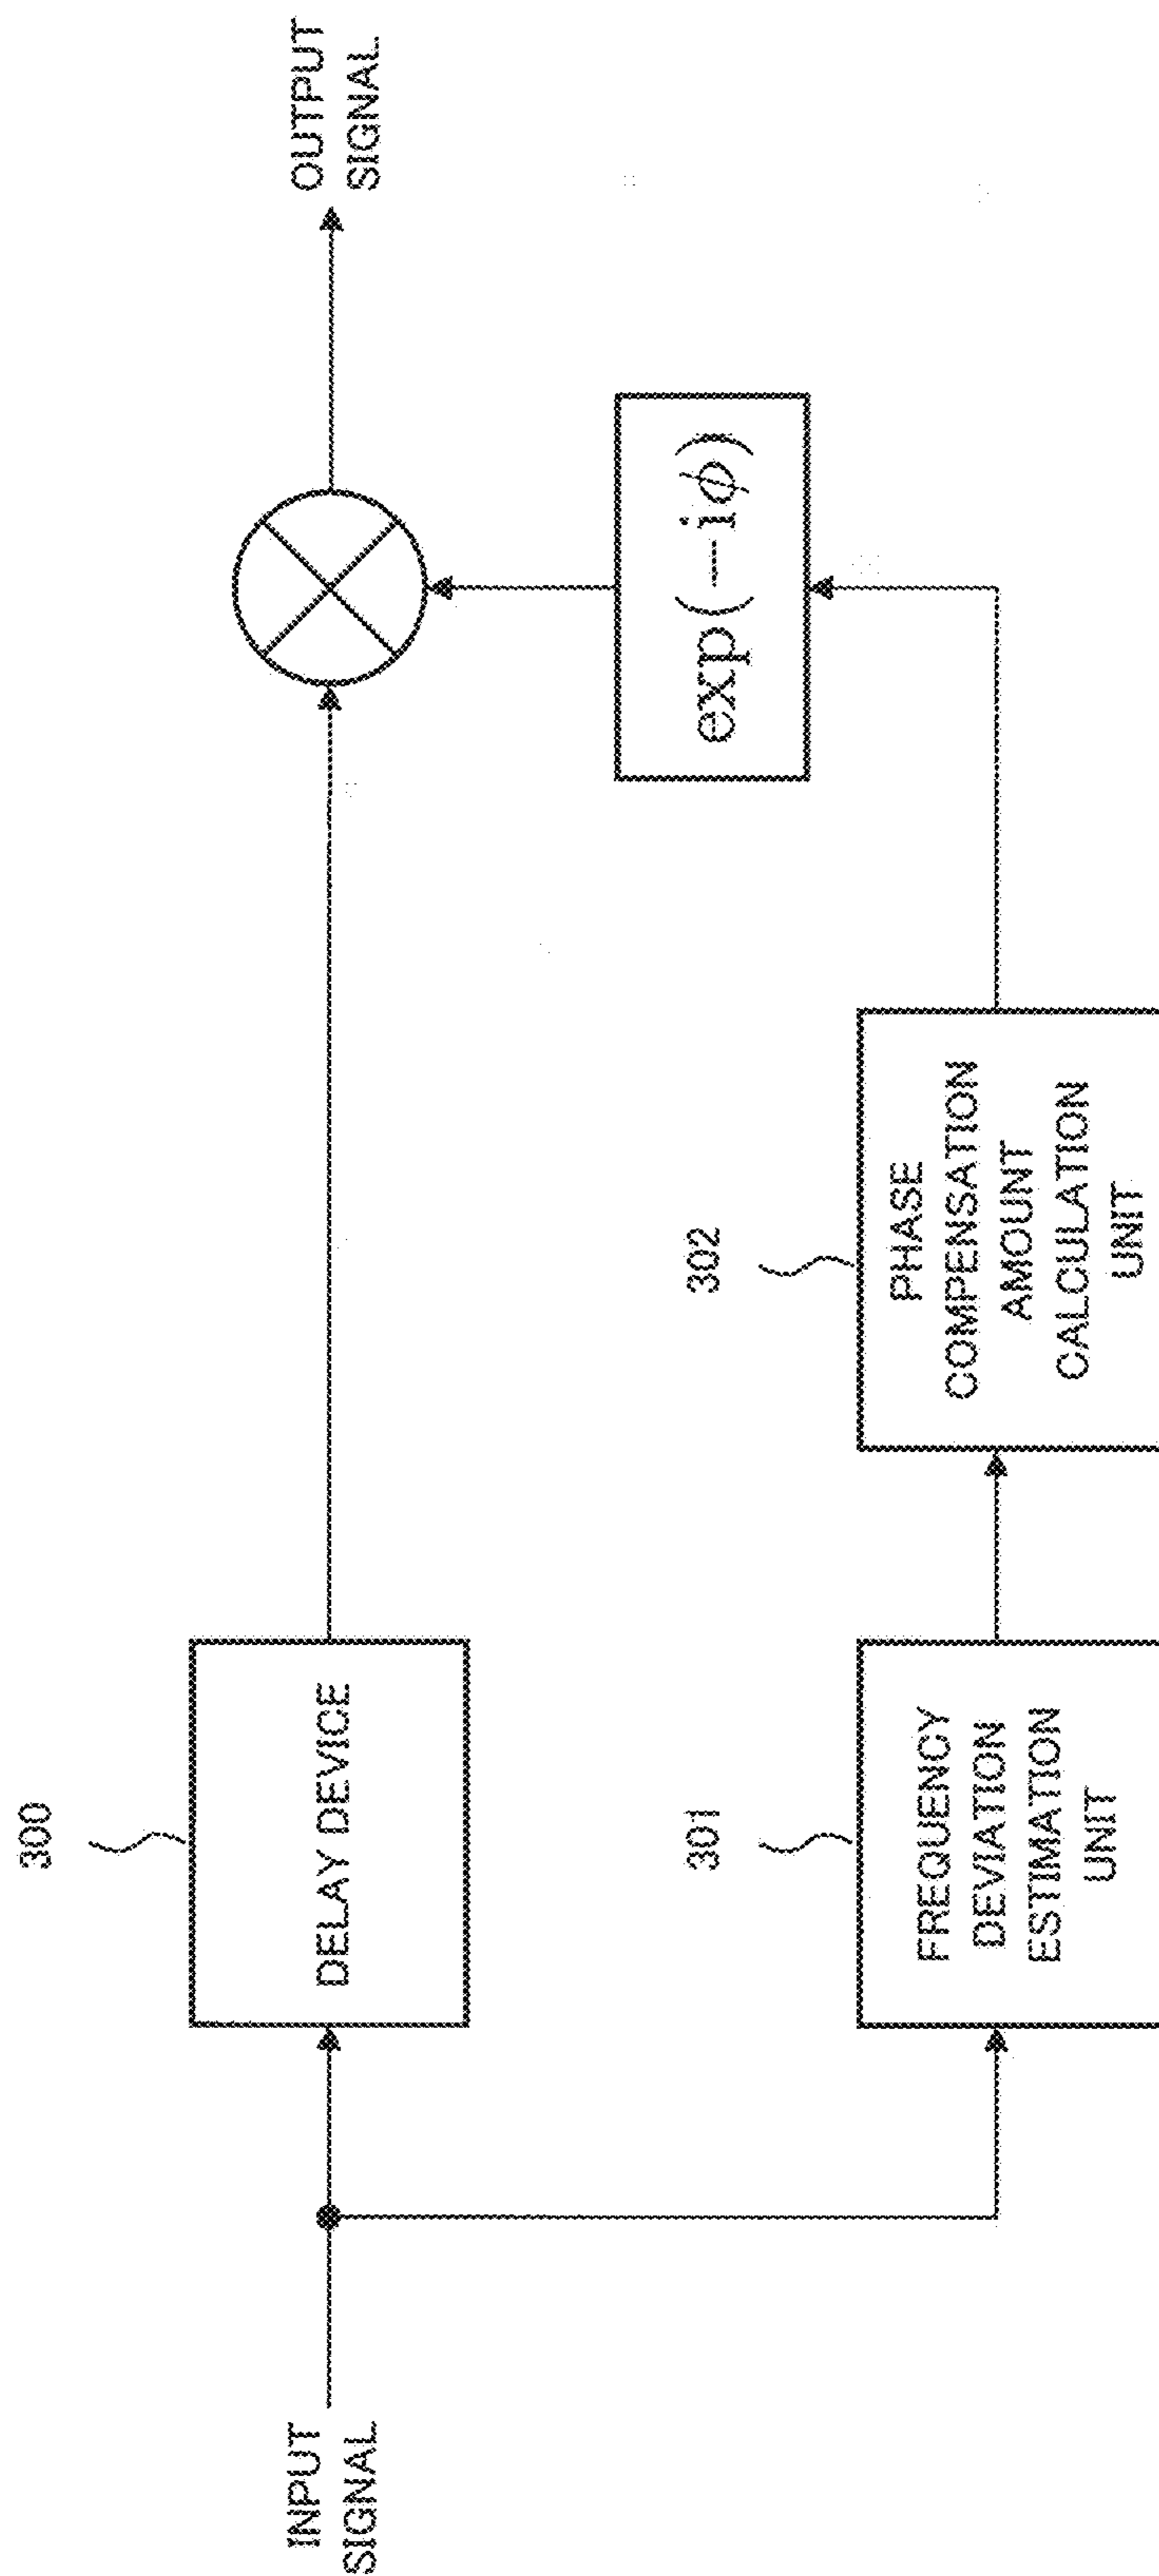 INPUT
SIGNAL
300
DELAY DEVICE
OUTPUT
SIGNAL
exp(−iϕ)
301
FREQUENCY
DEVIATION
ESTIMATION
UNIT
302
PHASE
COMPENSATION
AMOUNT
CALCULATION
UNIT